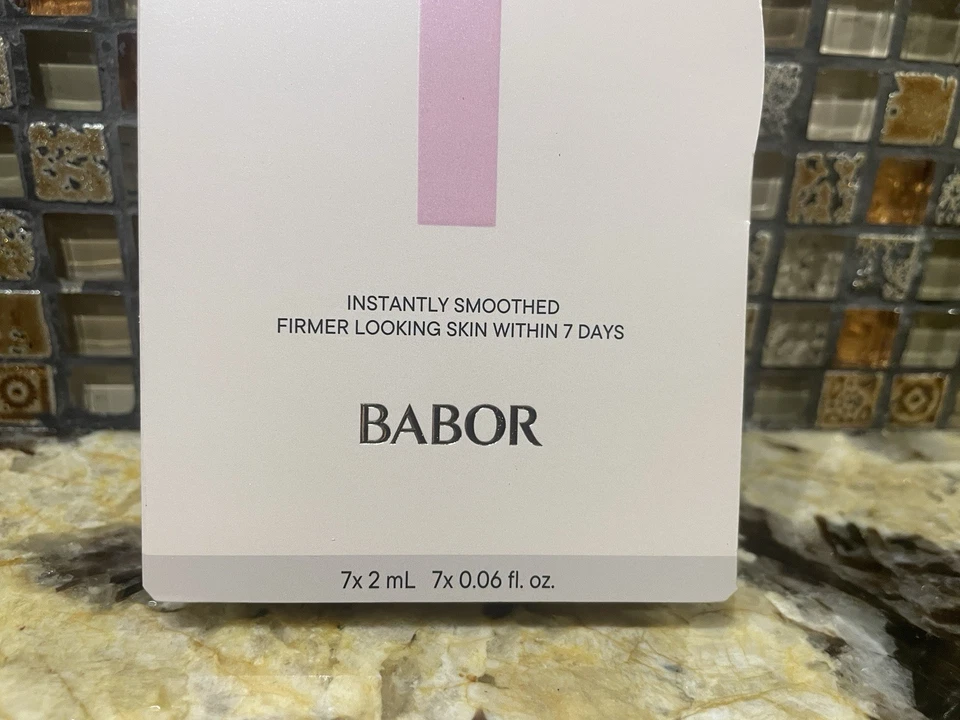 INSTANTLY SMOOTHED
FIRMER LOOKING SKIN WITHIN 7 DAYS
BABOR
7x 2 mL 7x 0.06 fl. oz.